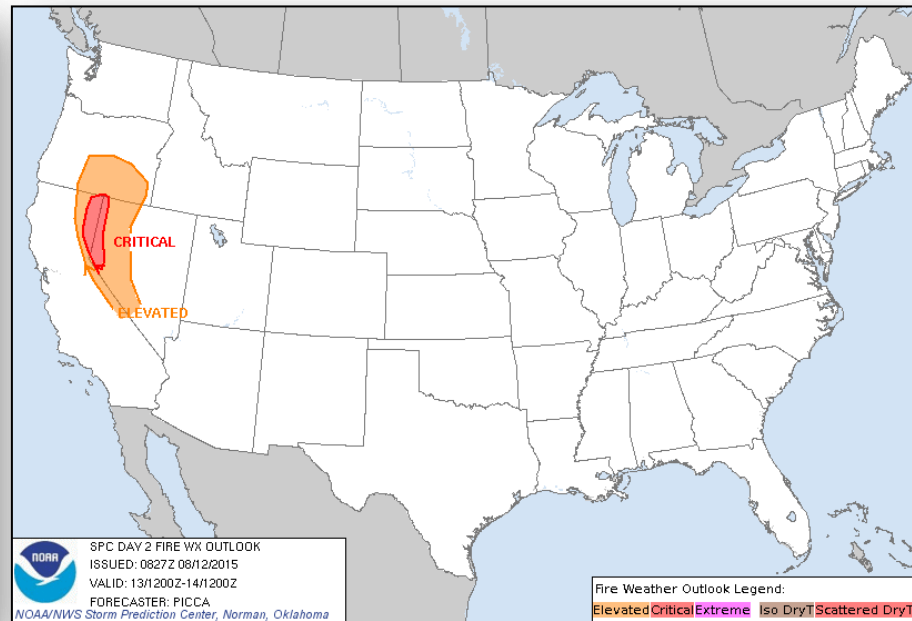 CRITICAL
ELEVATED
NOAA
SPC DAY 2 FIRE WX OUTLOOK
ISSUED: 0827Z 08/12/2015
VALID: 13/1200Z-14/1200Z
FORECASTER: PICCA
NOAA/NWS Storm Prediction Center, Norman, Oklahoma
Fire Weather Outlook Legend:
Elevated Critical Extreme Iso DryT Scattered DryT